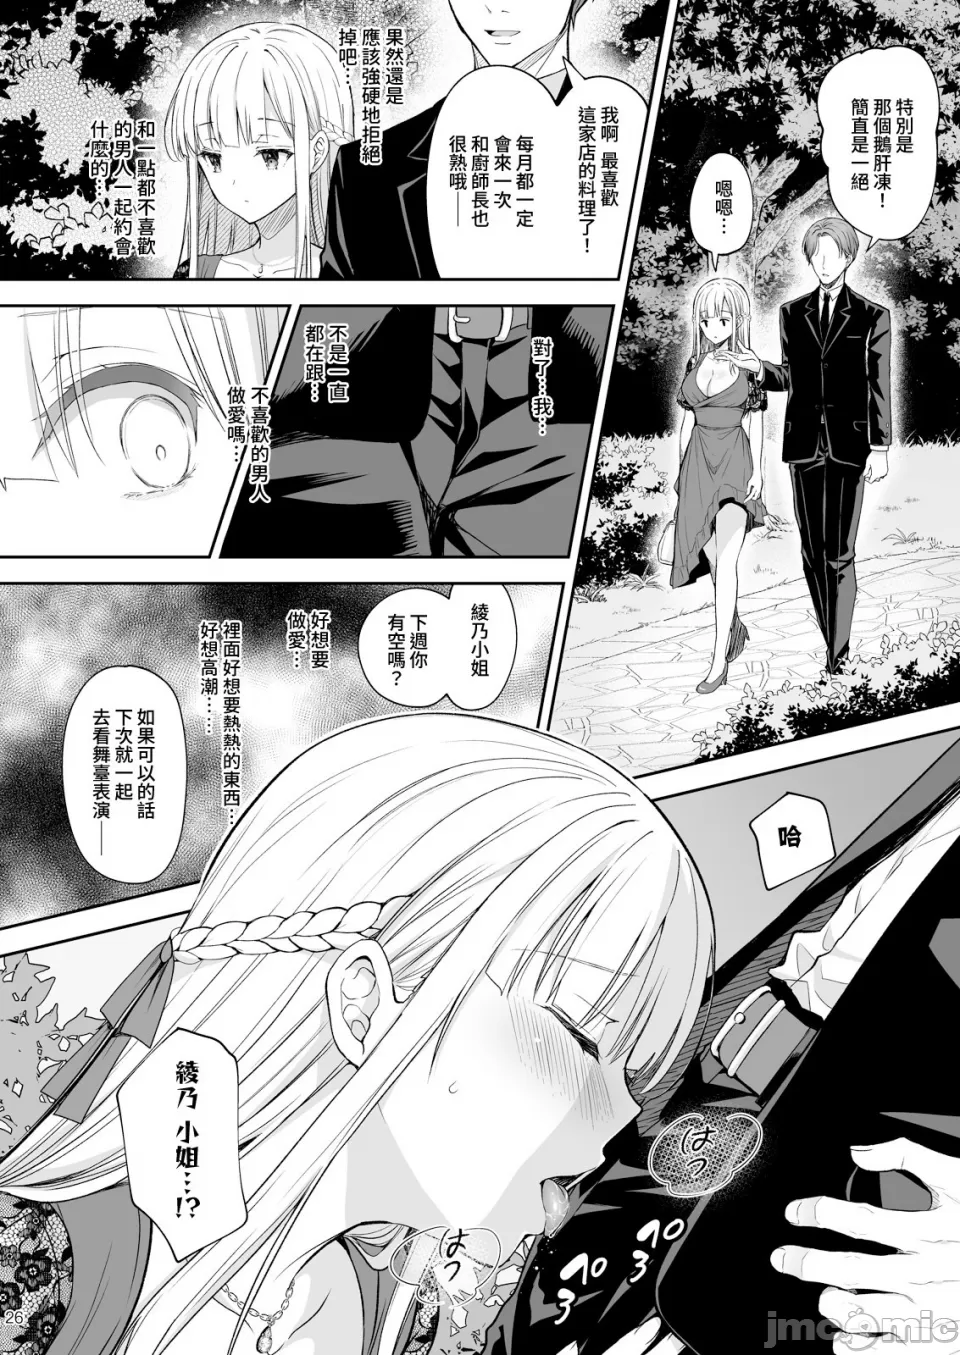 特別是
那個鵝肝凍！
簡直是一絕
嗯嗯…
我啊 最喜歡
這家店的料理了！
每月都一定
會來一次
和廚師長也
很熟哦——
果然還是
應該強硬地拒絕
掉吧…
和一點都不喜歡
的男人一起約會
什麼的…
對了…我…
不是一直
都在跟…
不喜歡的男人
做愛嗎…
綾乃小姐
下週你
有空嗎？
好想要
做愛…
裡面好想要熱熱的東西…
好想高潮……
如果可以的話
下次就一起
去看舞臺表演
——
哈
綾乃 小姐…!?
はっ
はっ
ペロ
ペロ
26
jmcomic